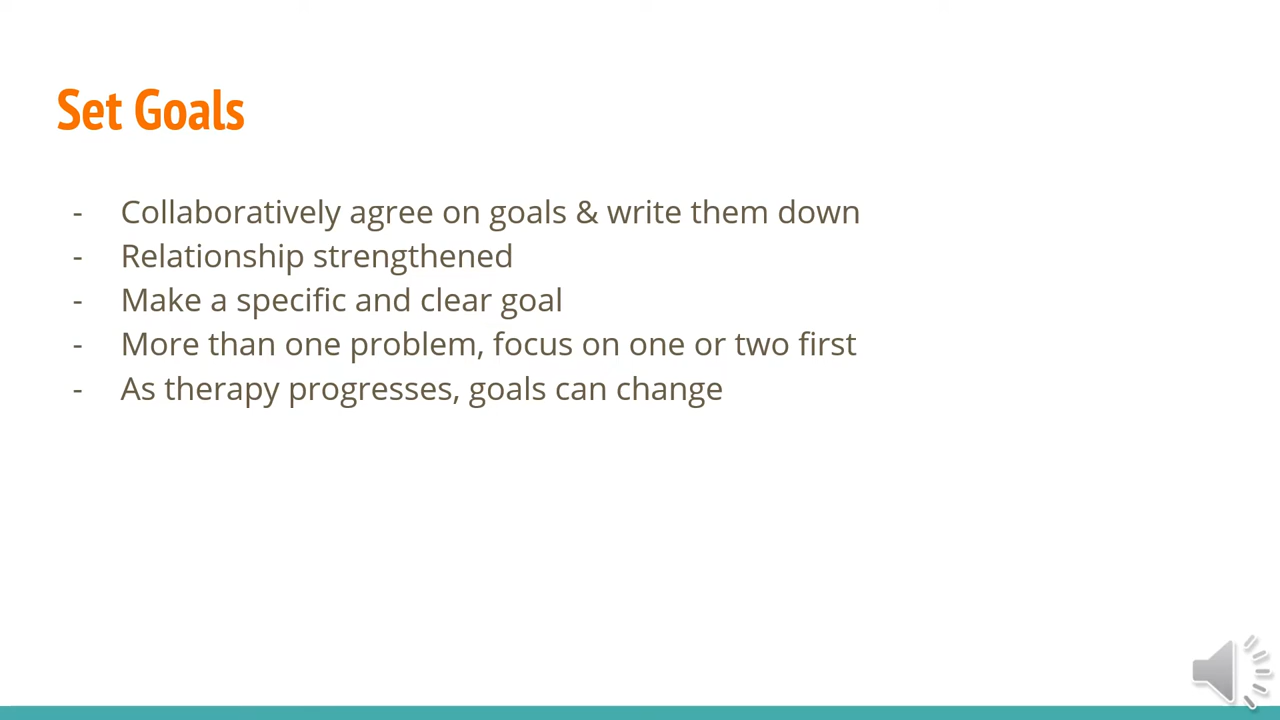 Set Goals
- Collaboratively agree on goals & write them down
- Relationship strengthened
- Make a specific and clear goal
- More than one problem, focus on one or two first
- As therapy progresses, goals can change